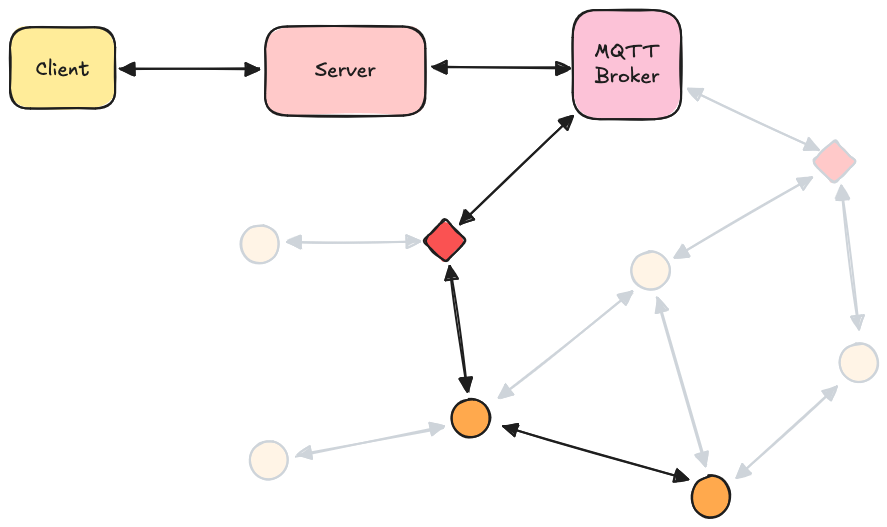 Client
Server
MQTT
Broker